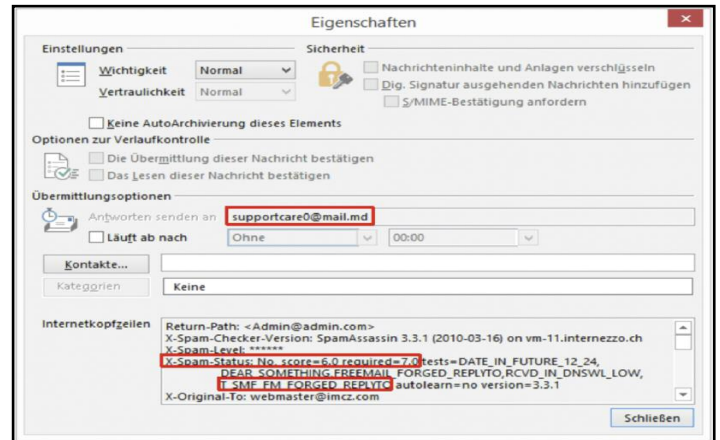 Eigenschaften
Einstellungen
Sicherheit
Wichtigkeit Normal
Vertraulichkeit Normal
Nachrichteninhalte und Anlagen verschlüsseln
Dig. Signatur ausgehenden Nachrichten hinzufügen
S/MIME-Bestätigung anfordern
Keine AutoArchivierung dieses Elements
Optionen zur Verlaufkontrolle
Die Übermittlung dieser Nachricht bestätigen
Das Lesen dieser Nachricht bestätigen
Übermittlungsoptionen
Antworten senden an supportcare0@mail.md
Läuft ab nach Ohne 00:00
Kontakte...
Kategorien Keine
Internetkopfzeilen
Return-Path: <Admin@admin.com>
X-Spam-Checker-Version: SpamAssassin 3.3.1 (2010-03-16) on vm-11.internezzo.ch
X-Spam-Level: ******
X-Spam-Status: No, score=6.0 required=7.0 tests=DATE_IN_FUTURE_12_24,
DEAR_SOMETHING,FREEMAIL_FORGED_REPLYTO,RCVD_IN_DNSWL_LOW,
T_SMF_FM_FORGED_REPLYTO autolearn=no version=3.3.1
X-Original-To: webmaster@imcz.com
Schließen